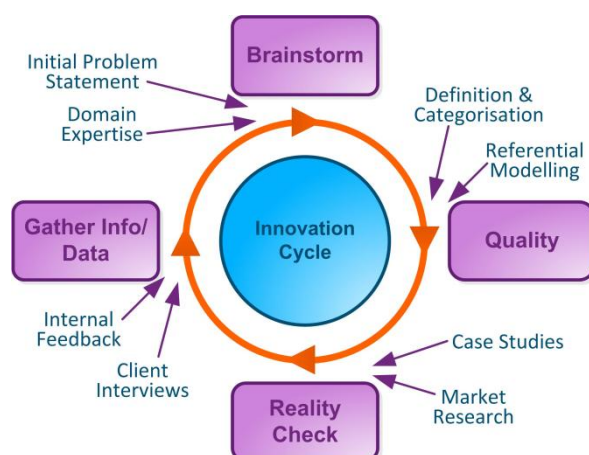 Brainstorm
Initial Problem
Statement
Domain
Expertise
Definition &
Categorisation
Referential
Modelling
Gather Info/
Data
Innovation
Cycle
Quality
Internal
Feedback
Client
Interviews
Case Studies
Market
Research
Reality
Check